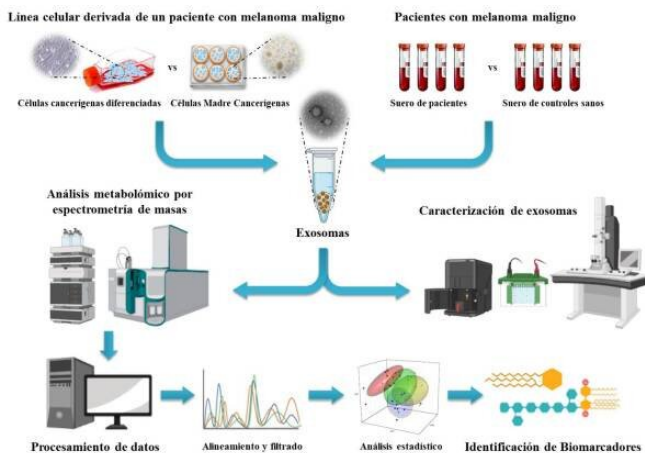 Línea celular derivada de un paciente con melanoma maligno
Pacientes con melanoma maligno
vs
Células cancerígenas diferenciadas
Células Madre Cancerígenas
vs
Suero de pacientes
Suero de controles sanos
Exosomas
Análisis metabolómico por
espectrometría de masas
Caracterización de exosomas
Procesamiento de datos
Alineamiento y filtrado
Análisis estadístico
Identificación de Biomarcadores